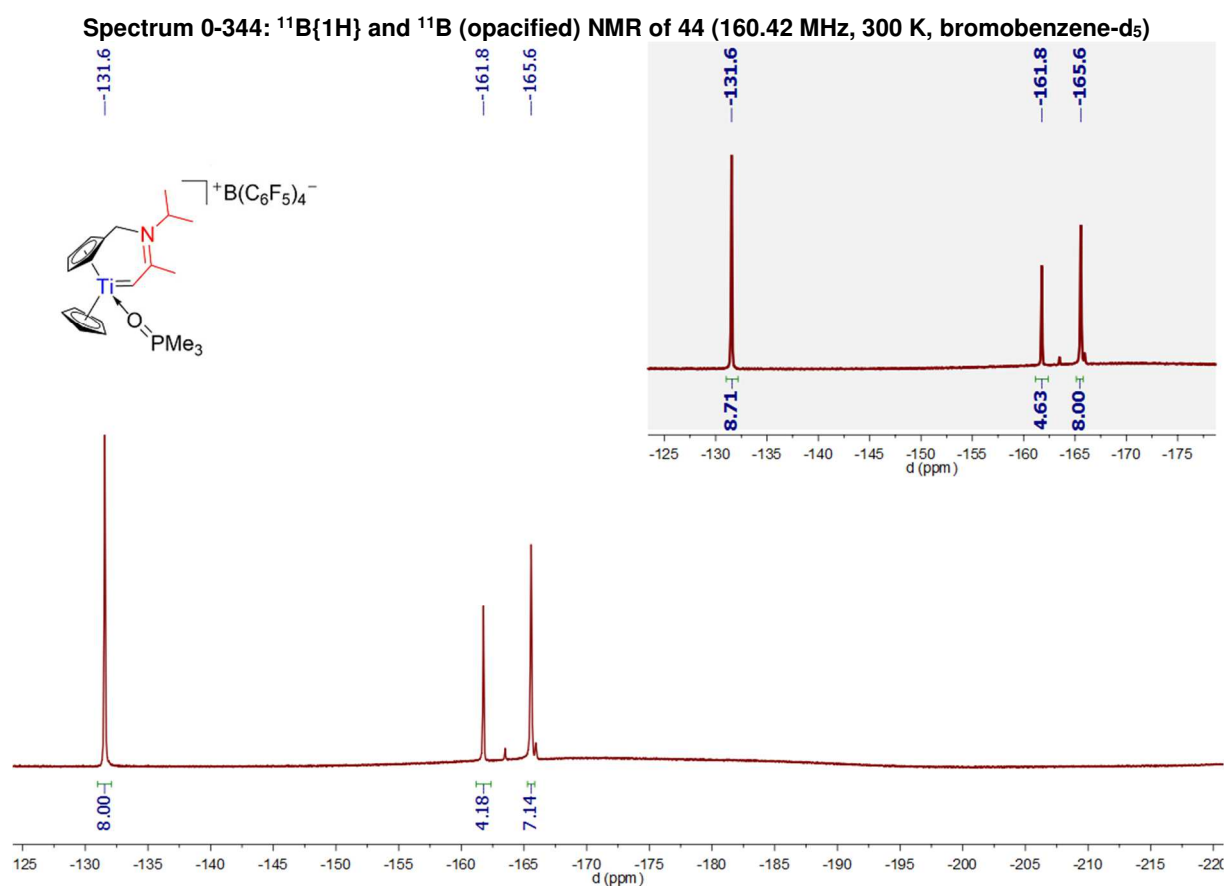 Spectrum 0-344: ¹¹B{1H} and ¹¹B (opacified) NMR of 44 (160.42 MHz, 300 K, bromobenzene-d₅)
-131.6
-161.8
-165.6
-131.6
-161.8
-165.6
+B(C₆F₅)₄⁻
N
Ti
O
PMe₃
8.71
4.63
8.00
-125 -130 -135 -140 -145 -150 -155 -160 -165 -170 -175
d (ppm)
8.00
4.18
7.14
125 -130 -135 -140 -145 -150 -155 -160 -165 -170 -175 -180 -185 -190 -195 -200 -205 -210 -215 -220
d (ppm)